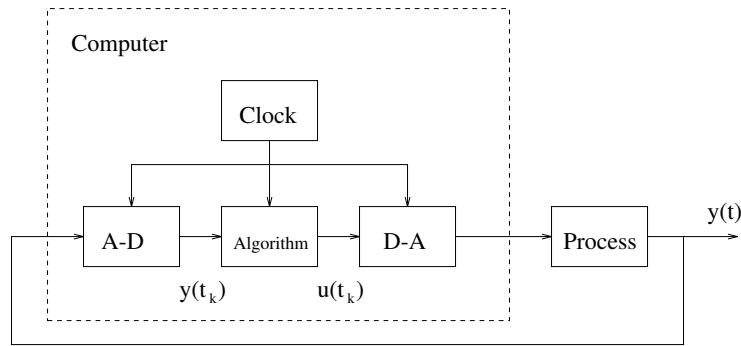 Computer
Clock
y(t)
A-D
Algorithm
D-A
Process
y(t_k)
u(t_k)